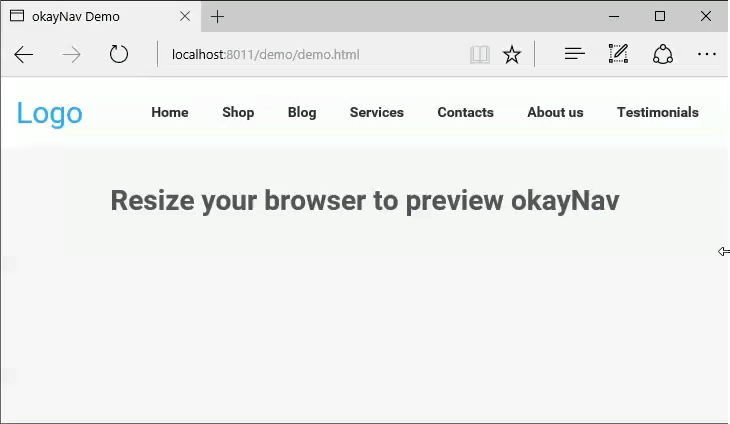 okayNav Demo
localhost:8011/demo/demo.html
Logo Home Shop Blog Services Contacts About us Testimonials
Resize your browser to preview okayNav